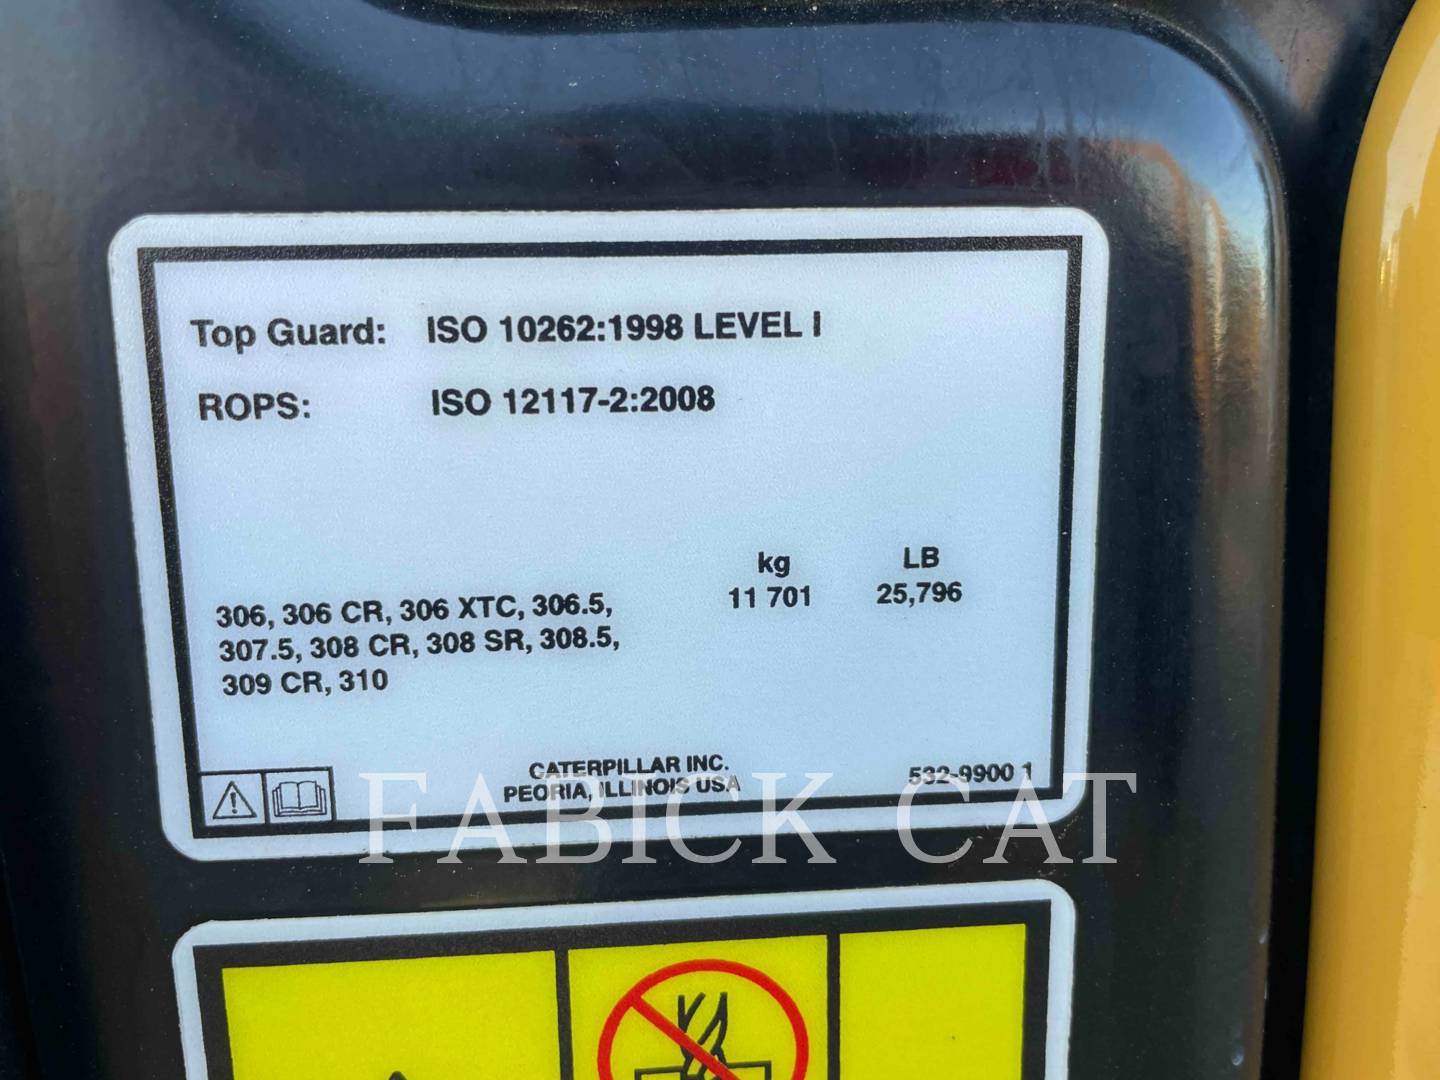 Top Guard: ISO 10262:1998 LEVEL I
ROPS: ISO 12117-2:2008
kg LB
306, 306 CR, 306 XTC, 306.5, 11 701 25,796
307.5, 308 CR, 308 SR, 308.5,
309 CR, 310
CATERPILLAR INC.
PEORIA, ILLINOIS USA
532-9900 1
FABICK CAT